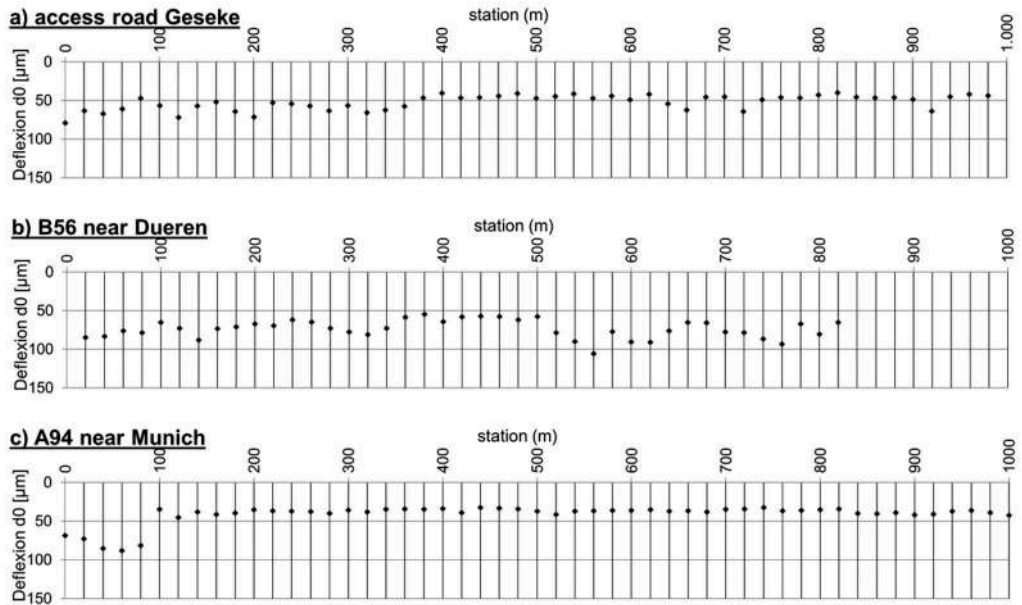 a) access road Geseke
station (m)
0 100 200 300 400 500 600 700 800 900 1.000
Deflexion d0 [µm]
0
50
100
150
b) B56 near Dueren
station (m)
0 100 200 300 400 500 600 700 800 900 1000
Deflexion d0 [µm]
0
50
100
150
c) A94 near Munich
station (m)
0 100 200 300 400 500 600 700 800 900 1000
Deflexion d0 [µm]
0
50
100
150